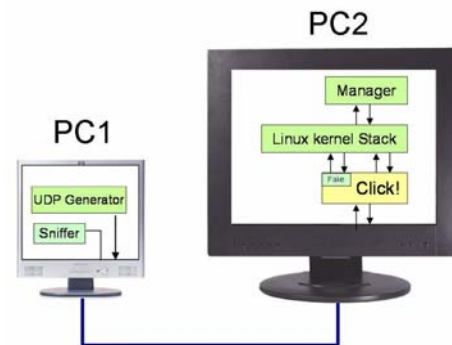 PC2
Manager
Linux kernel Stack
Fake
Click!
PC1
UDP Generator
Sniffer